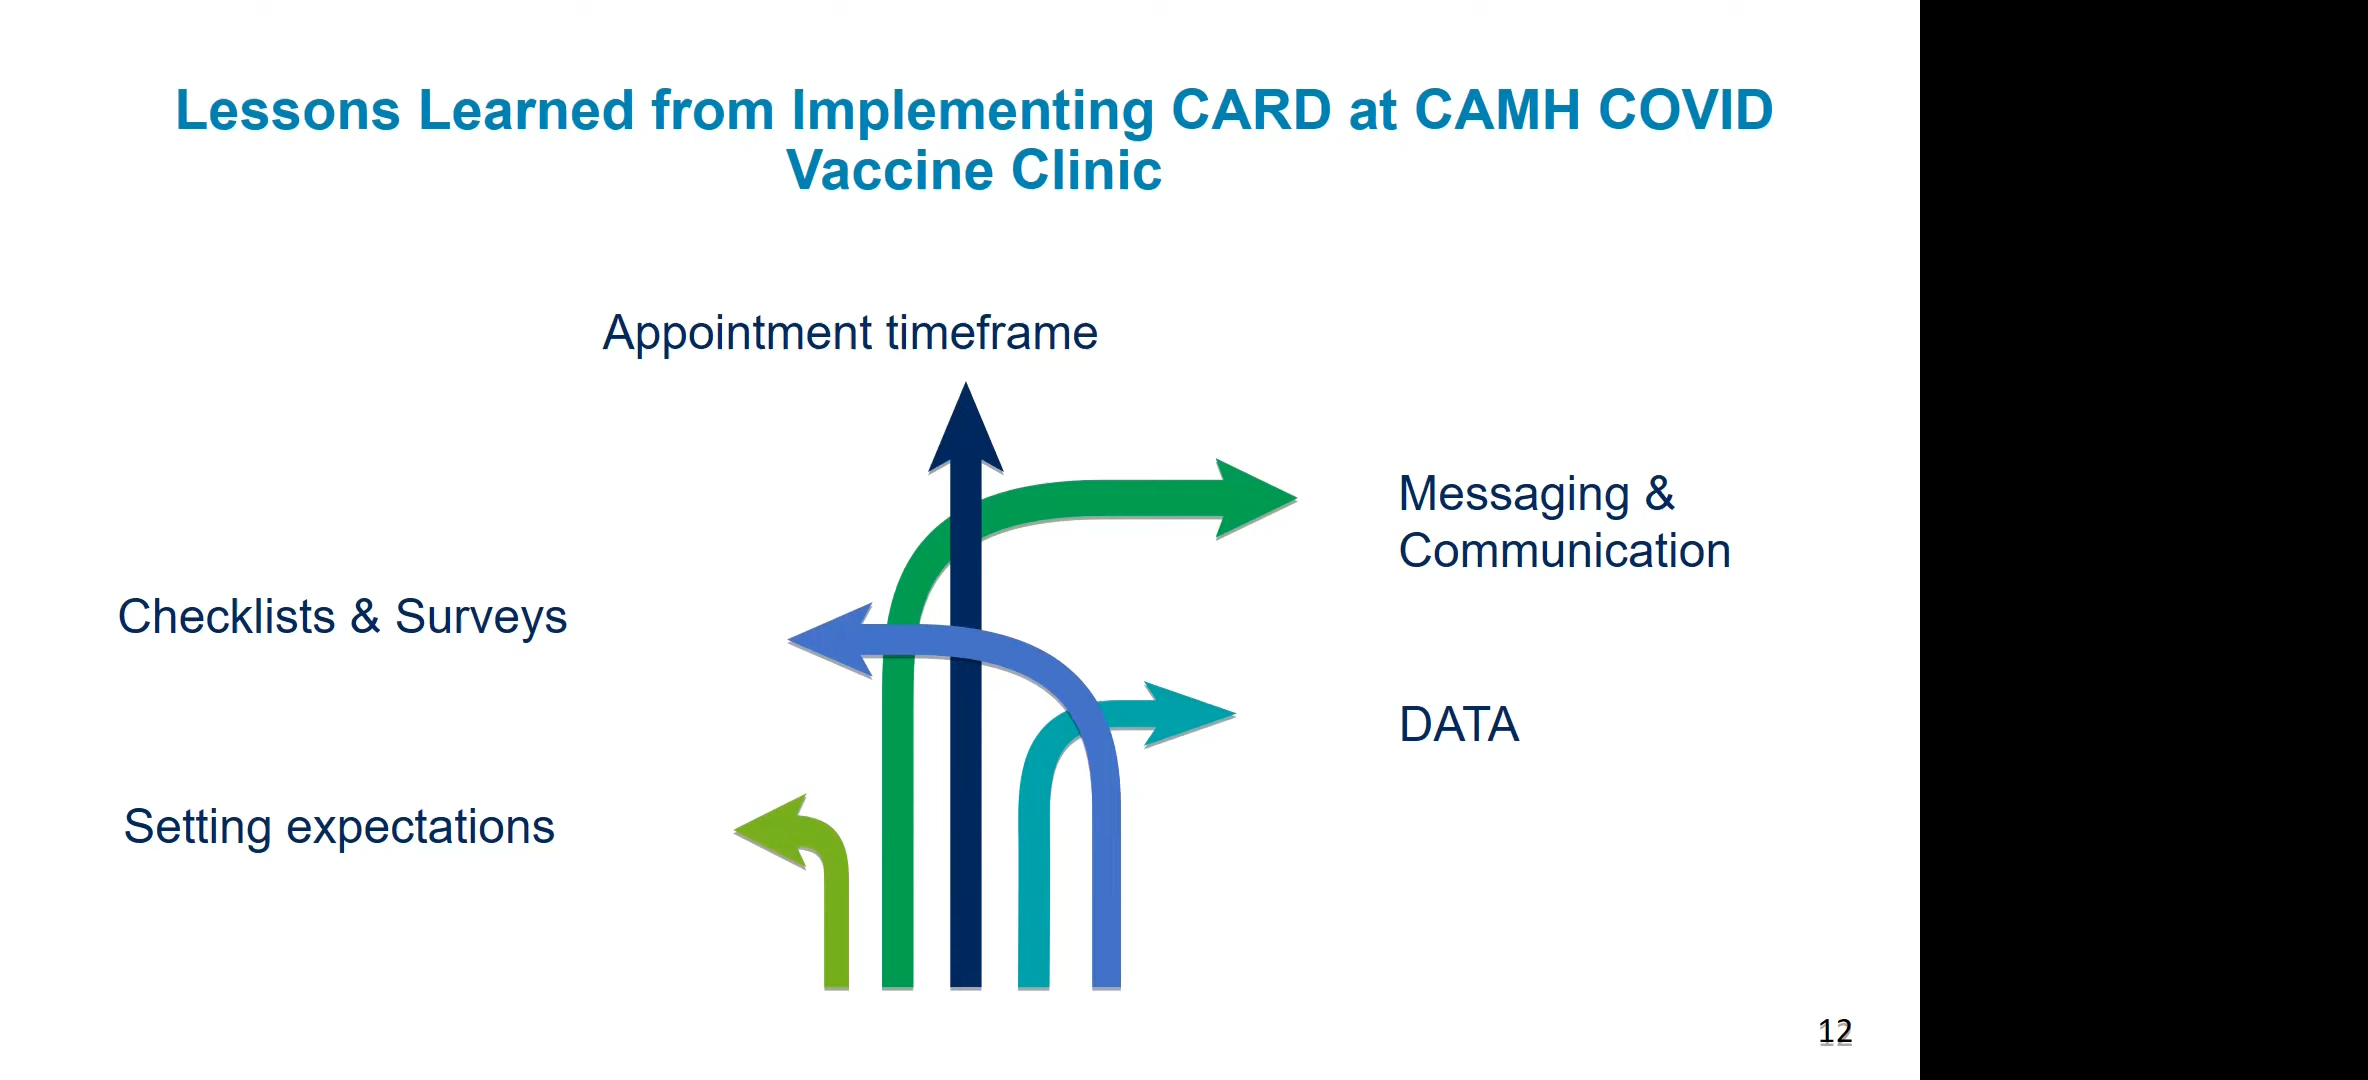 Lessons Learned from Implementing CARD at CAMH COVID
Vaccine Clinic
Appointment timeframe
Messaging &
Communication
Checklists & Surveys
DATA
Setting expectations
12